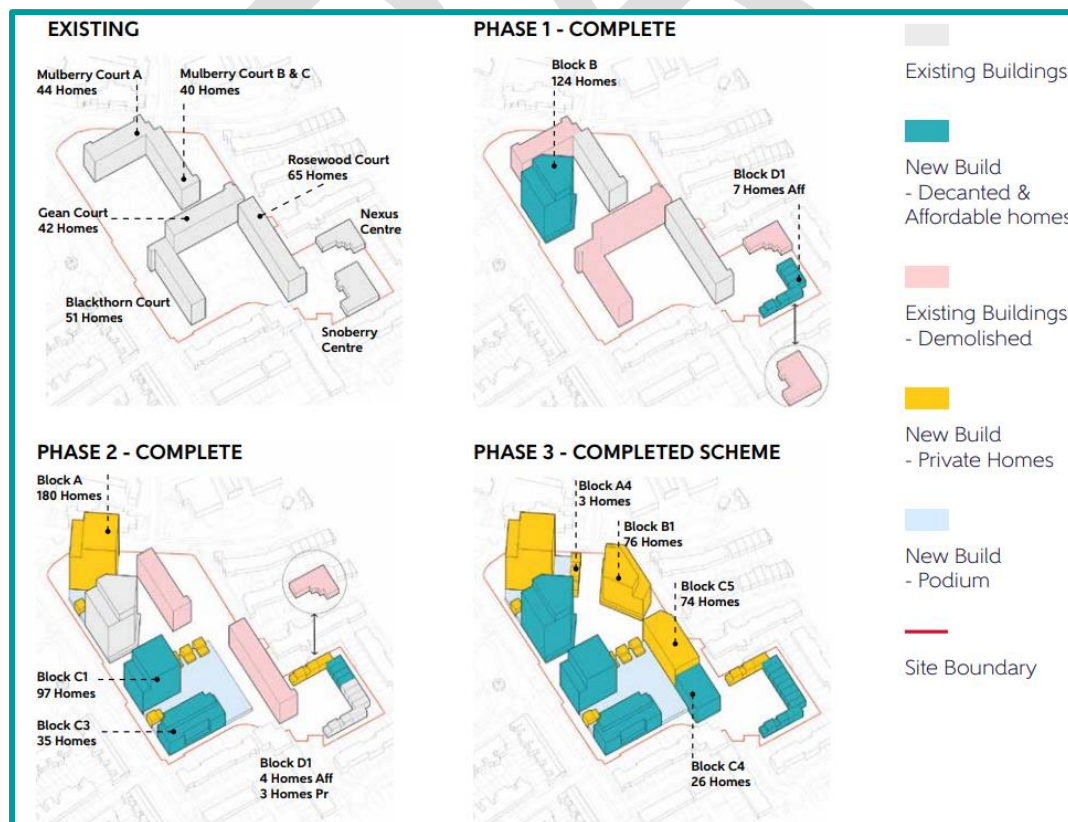 EXISTING
Mulberry Court A
44 Homes
Mulberry Court B & C
40 Homes
Rosewood Court
65 Homes
Gean Court
42 Homes
Nexus
Centre
Blackthorn Court
51 Homes
Snoberry
Centre
PHASE 1 - COMPLETE
Block B
124 Homes
Block D1
7 Homes Aff
PHASE 2 - COMPLETE
Block A
180 Homes
Block C1
97 Homes
Block C3
35 Homes
Block D1
4 Homes Aff
3 Homes Pr
PHASE 3 - COMPLETED SCHEME
Block A4
3 Homes
Block B1
76 Homes
Block C5
74 Homes
Block C4
26 Homes
Existing Buildings
New Build
- Decanted &
Affordable homes
Existing Buildings
- Demolished
New Build
- Private Homes
New Build
- Podium
Site Boundary